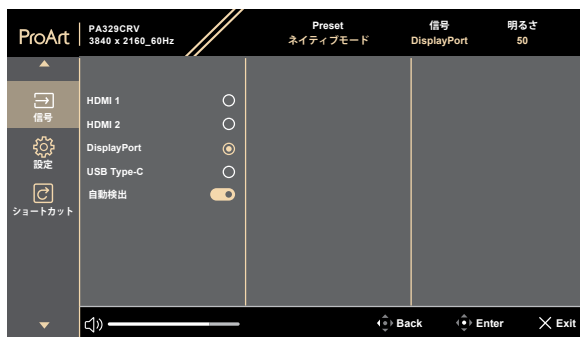 ProArt
PA329CRV
3840 x 2160_60Hz
Preset
ネイティブモード
信号
DisplayPort
明るさ
50
信号
設定
ショートカット
HDMI 1
HDMI 2
DisplayPort
USB Type-C
自動検出
Back
Enter
Exit